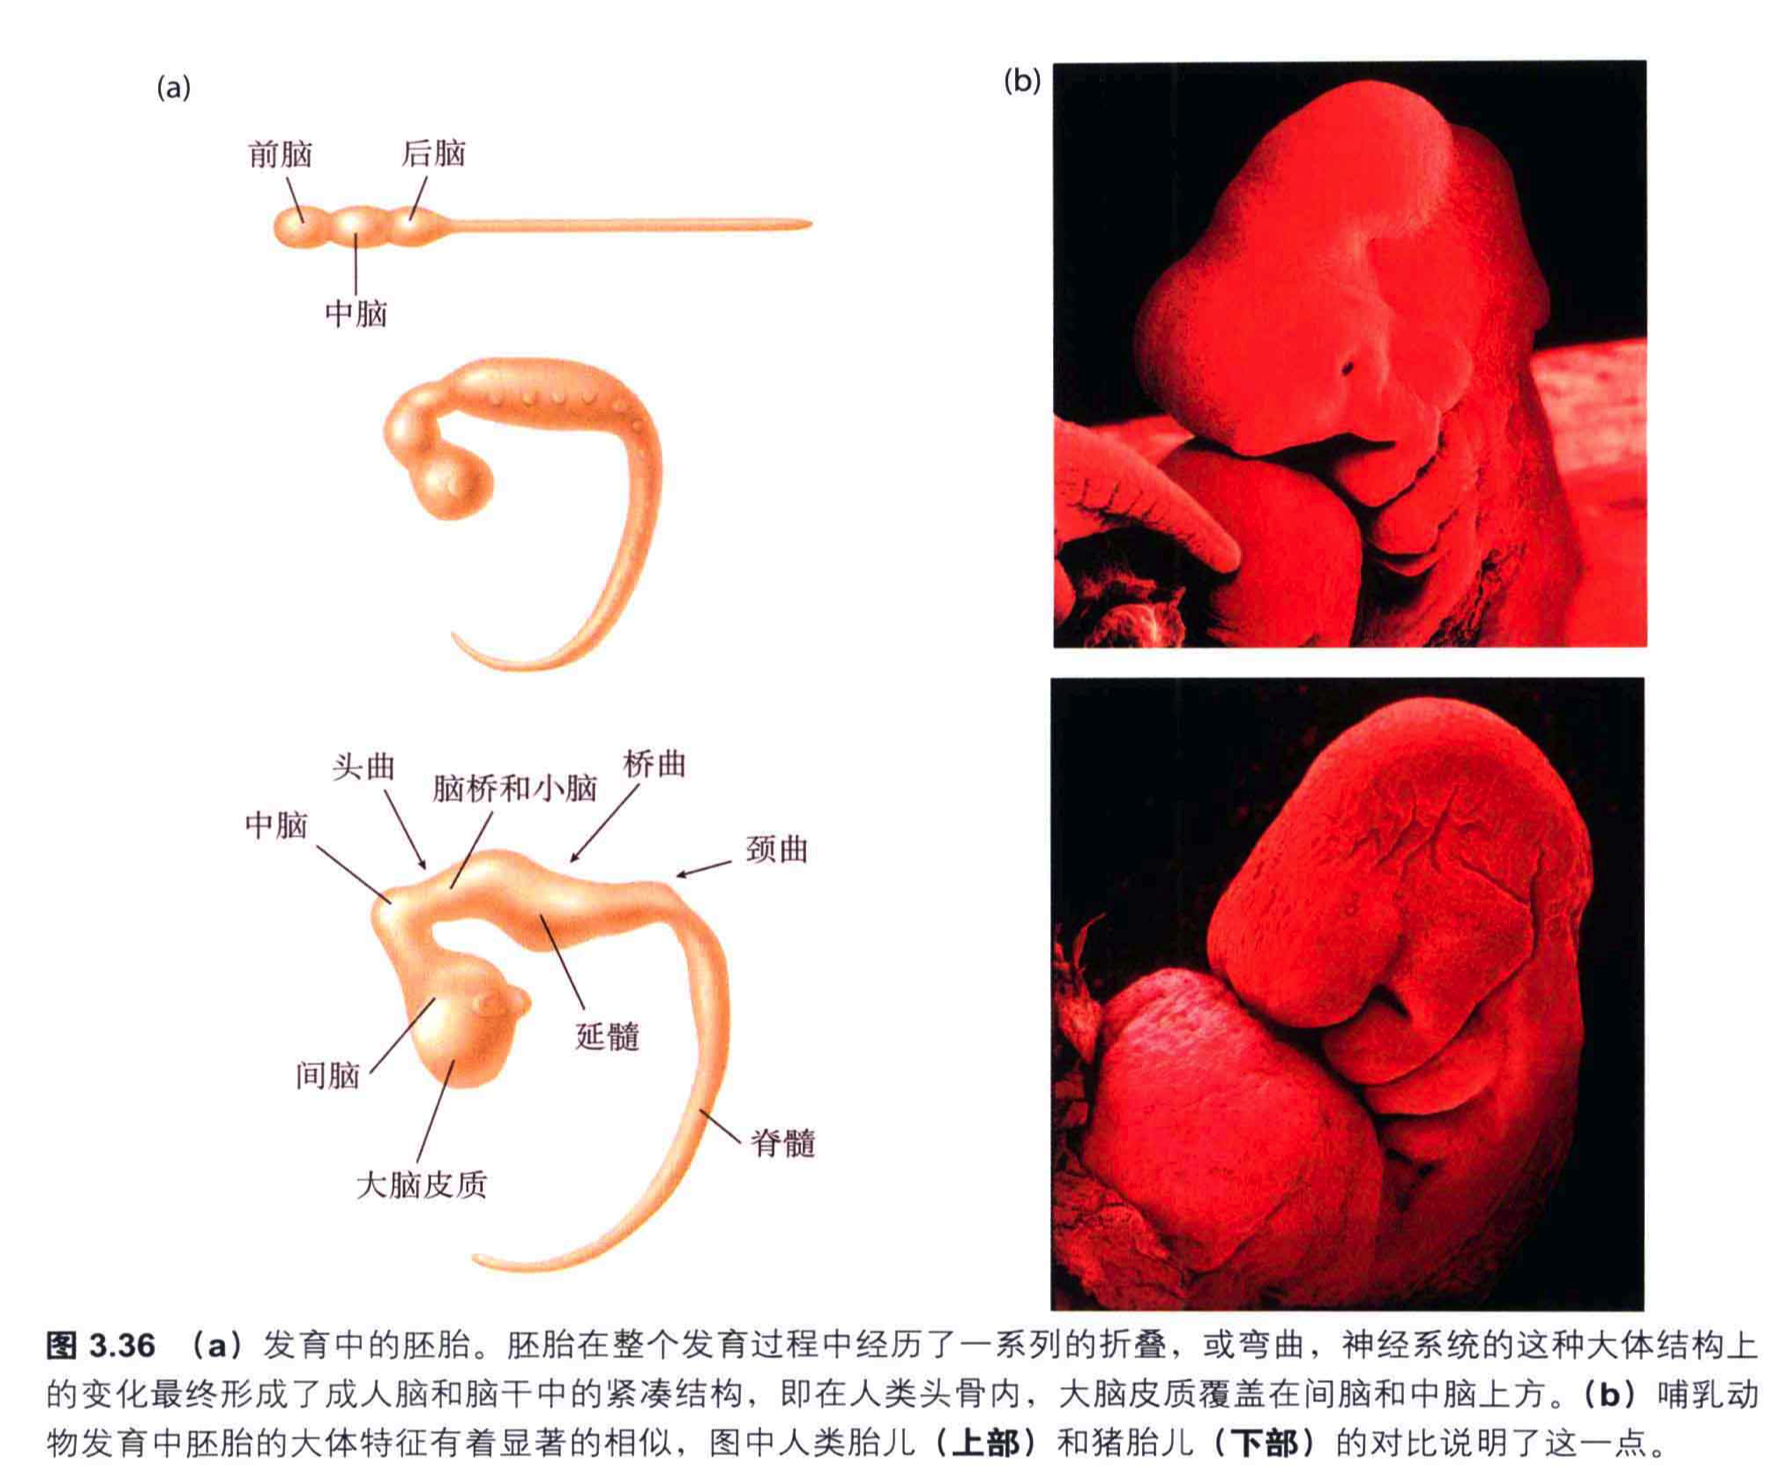 (a)
前脑
后脑
中脑
头曲
脑桥和小脑
桥曲
颈曲
中脑
延髓
间脑
大脑皮质
脊髓
(b)
图 3.36 （a）发育中的胚胎。胚胎在整个发育过程中经历了一系列的折叠，或弯曲，神经系统的这种大体结构上
的变化最终形成了成人脑和脑干中的紧凑结构，即在人类头骨内，大脑皮质覆盖在间脑和中脑上方。（b）哺乳动
物发育中胚胎的大体特征有着显著的相似，图中人类胎儿（上部）和猪胎儿（下部）的对比说明了这一点。